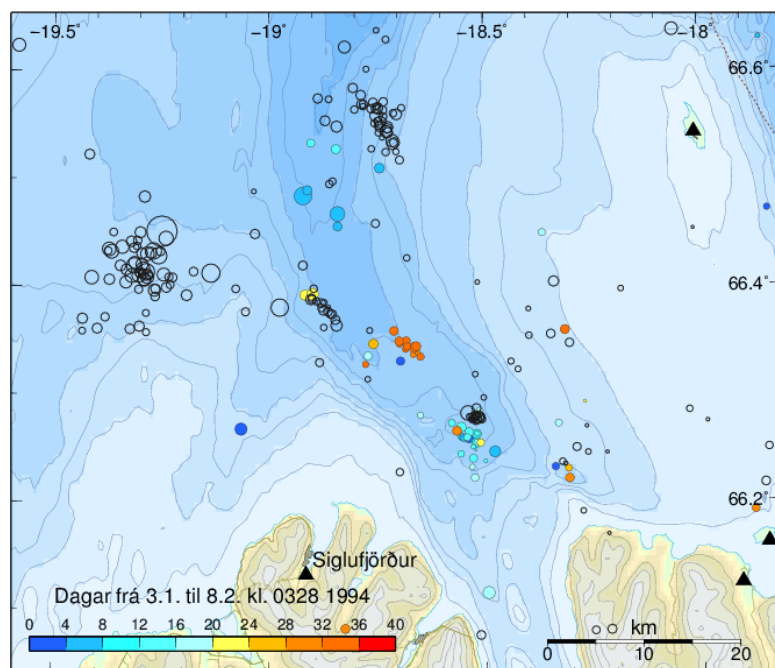 −19.5° −19° −18.5° −18°
66.6°
66.4°
66.2°
Siglufjörður
Dagar frá 3.1. til 8.2. kl. 0328 1994
0 4 8 12 16 20 24 28 32 36 40
km
0 10 20